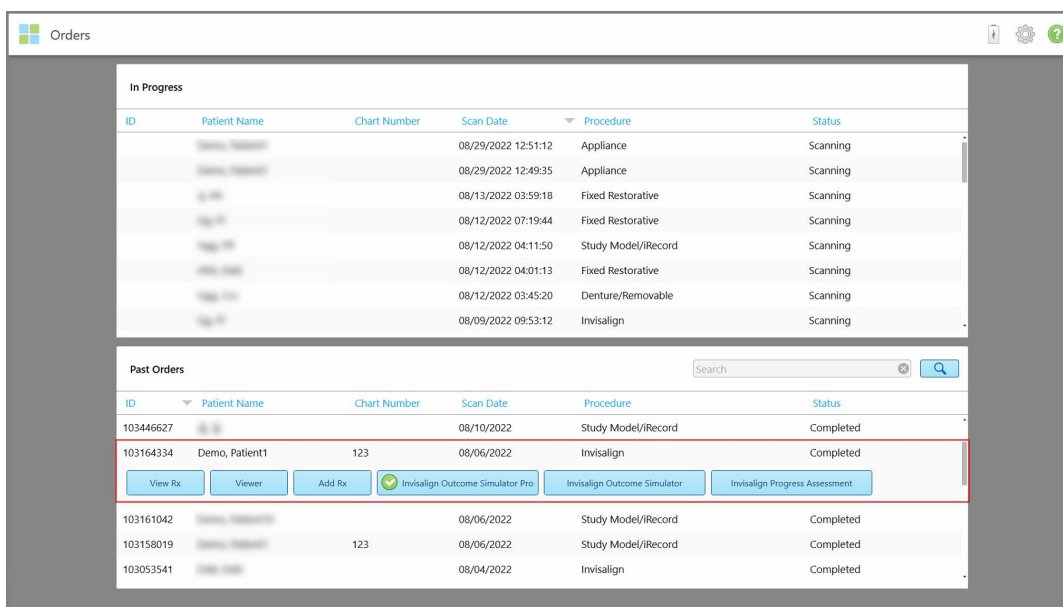 Orders
In Progress
ID Patient Name Chart Number Scan Date Procedure Status
08/29/2022 12:51:12 Appliance Scanning
08/29/2022 12:49:35 Appliance Scanning
08/13/2022 03:59:18 Fixed Restorative Scanning
08/12/2022 07:19:44 Fixed Restorative Scanning
08/12/2022 04:11:50 Study Model/iRecord Scanning
08/12/2022 04:01:13 Fixed Restorative Scanning
08/12/2022 03:45:20 Denture/Removable Scanning
08/09/2022 09:53:12 Invisalign Scanning
Past Orders Search
ID Patient Name Chart Number Scan Date Procedure Status
103446627 08/10/2022 Study Model/iRecord Completed
103164334 Demo, Patient1 123 08/06/2022 Invisalign Completed
View Rx Viewer Add Rx Invisalign Outcome Simulator Pro Invisalign Outcome Simulator Invisalign Progress Assessment
103161042 08/06/2022 Study Model/iRecord Completed
103158019 123 08/06/2022 Study Model/iRecord Completed
103053541 08/04/2022 Invisalign Completed